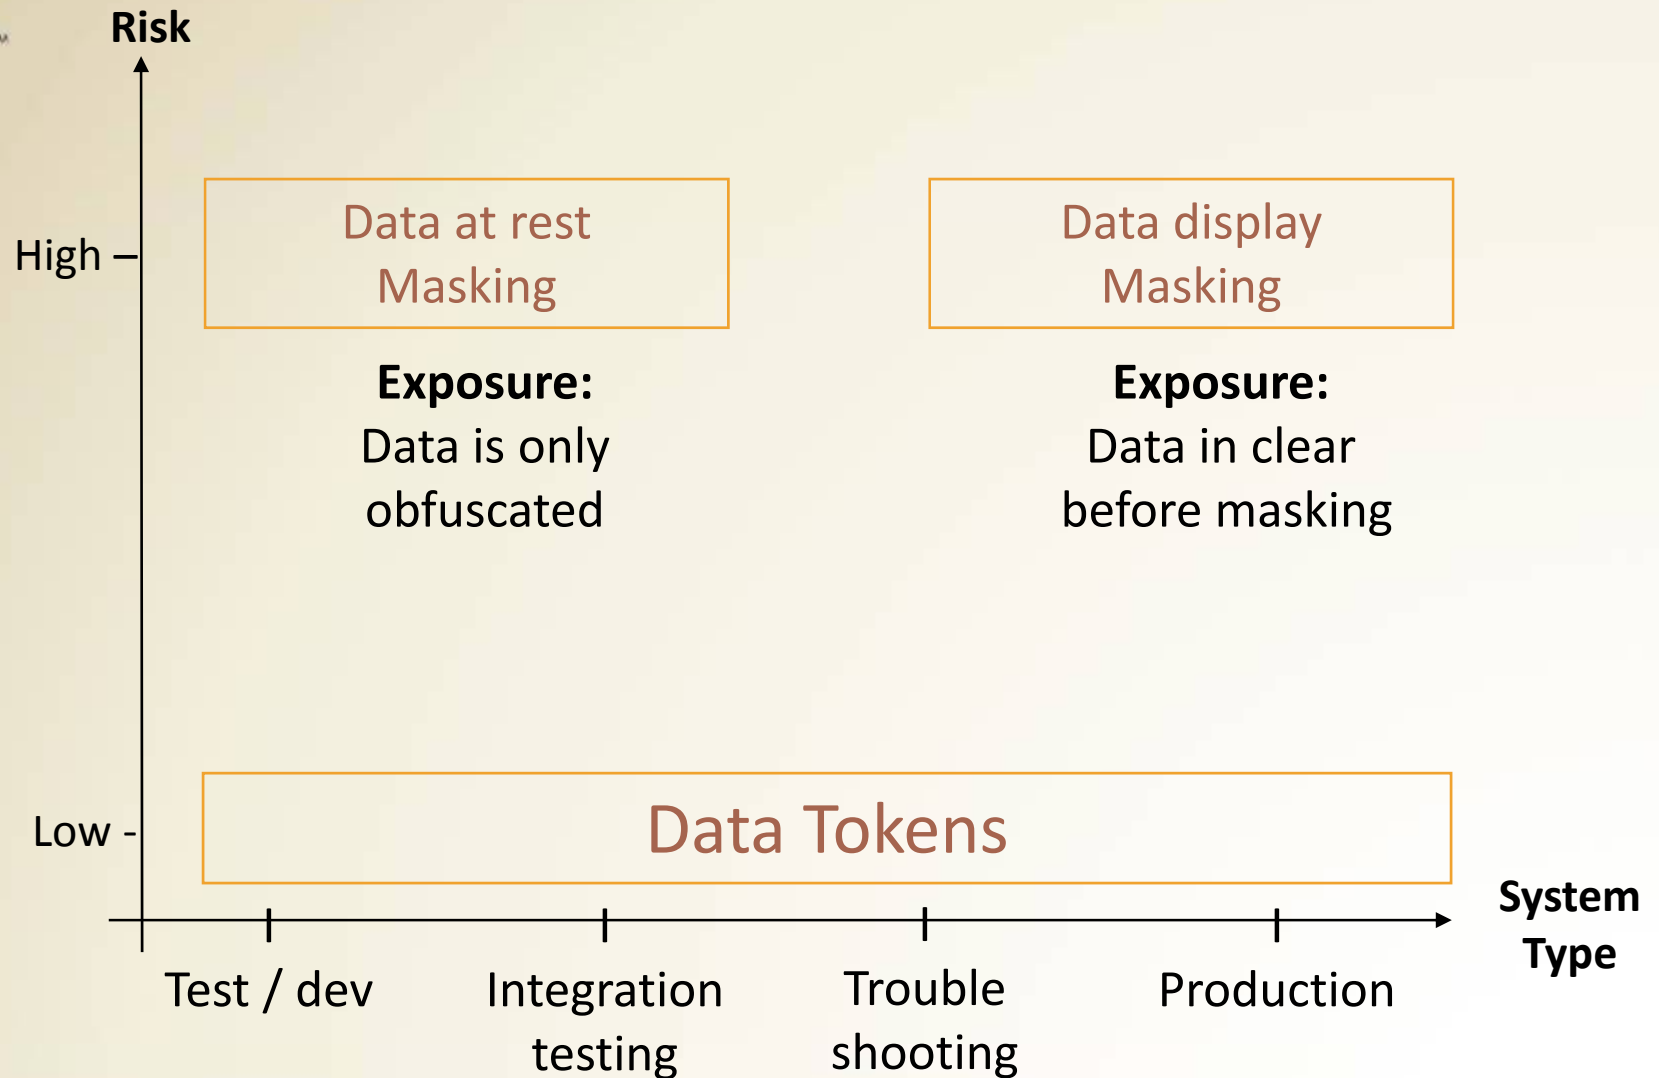 Risk
High –
Data at rest
Masking
Data display
Masking
Exposure:
Data is only
obfuscated
Exposure:
Data in clear
before masking
Low -
Data Tokens
System
Type
Test / dev
Integration
testing
Trouble
shooting
Production